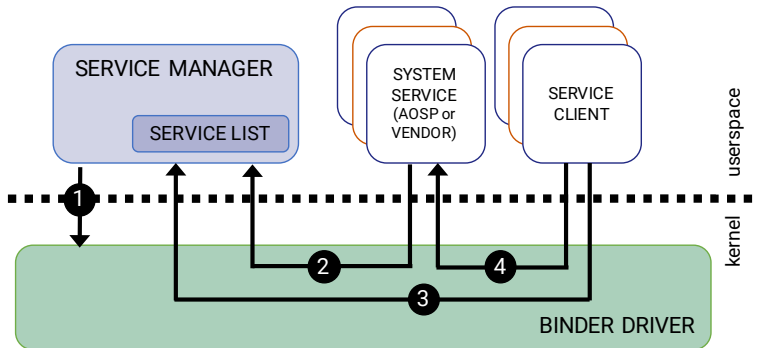 SERVICE MANAGER
SERVICE LIST
SYSTEM
SERVICE
(AOSP or
VENDOR)
SERVICE
CLIENT
userspace
1
kernel
2
4
3
BINDER DRIVER